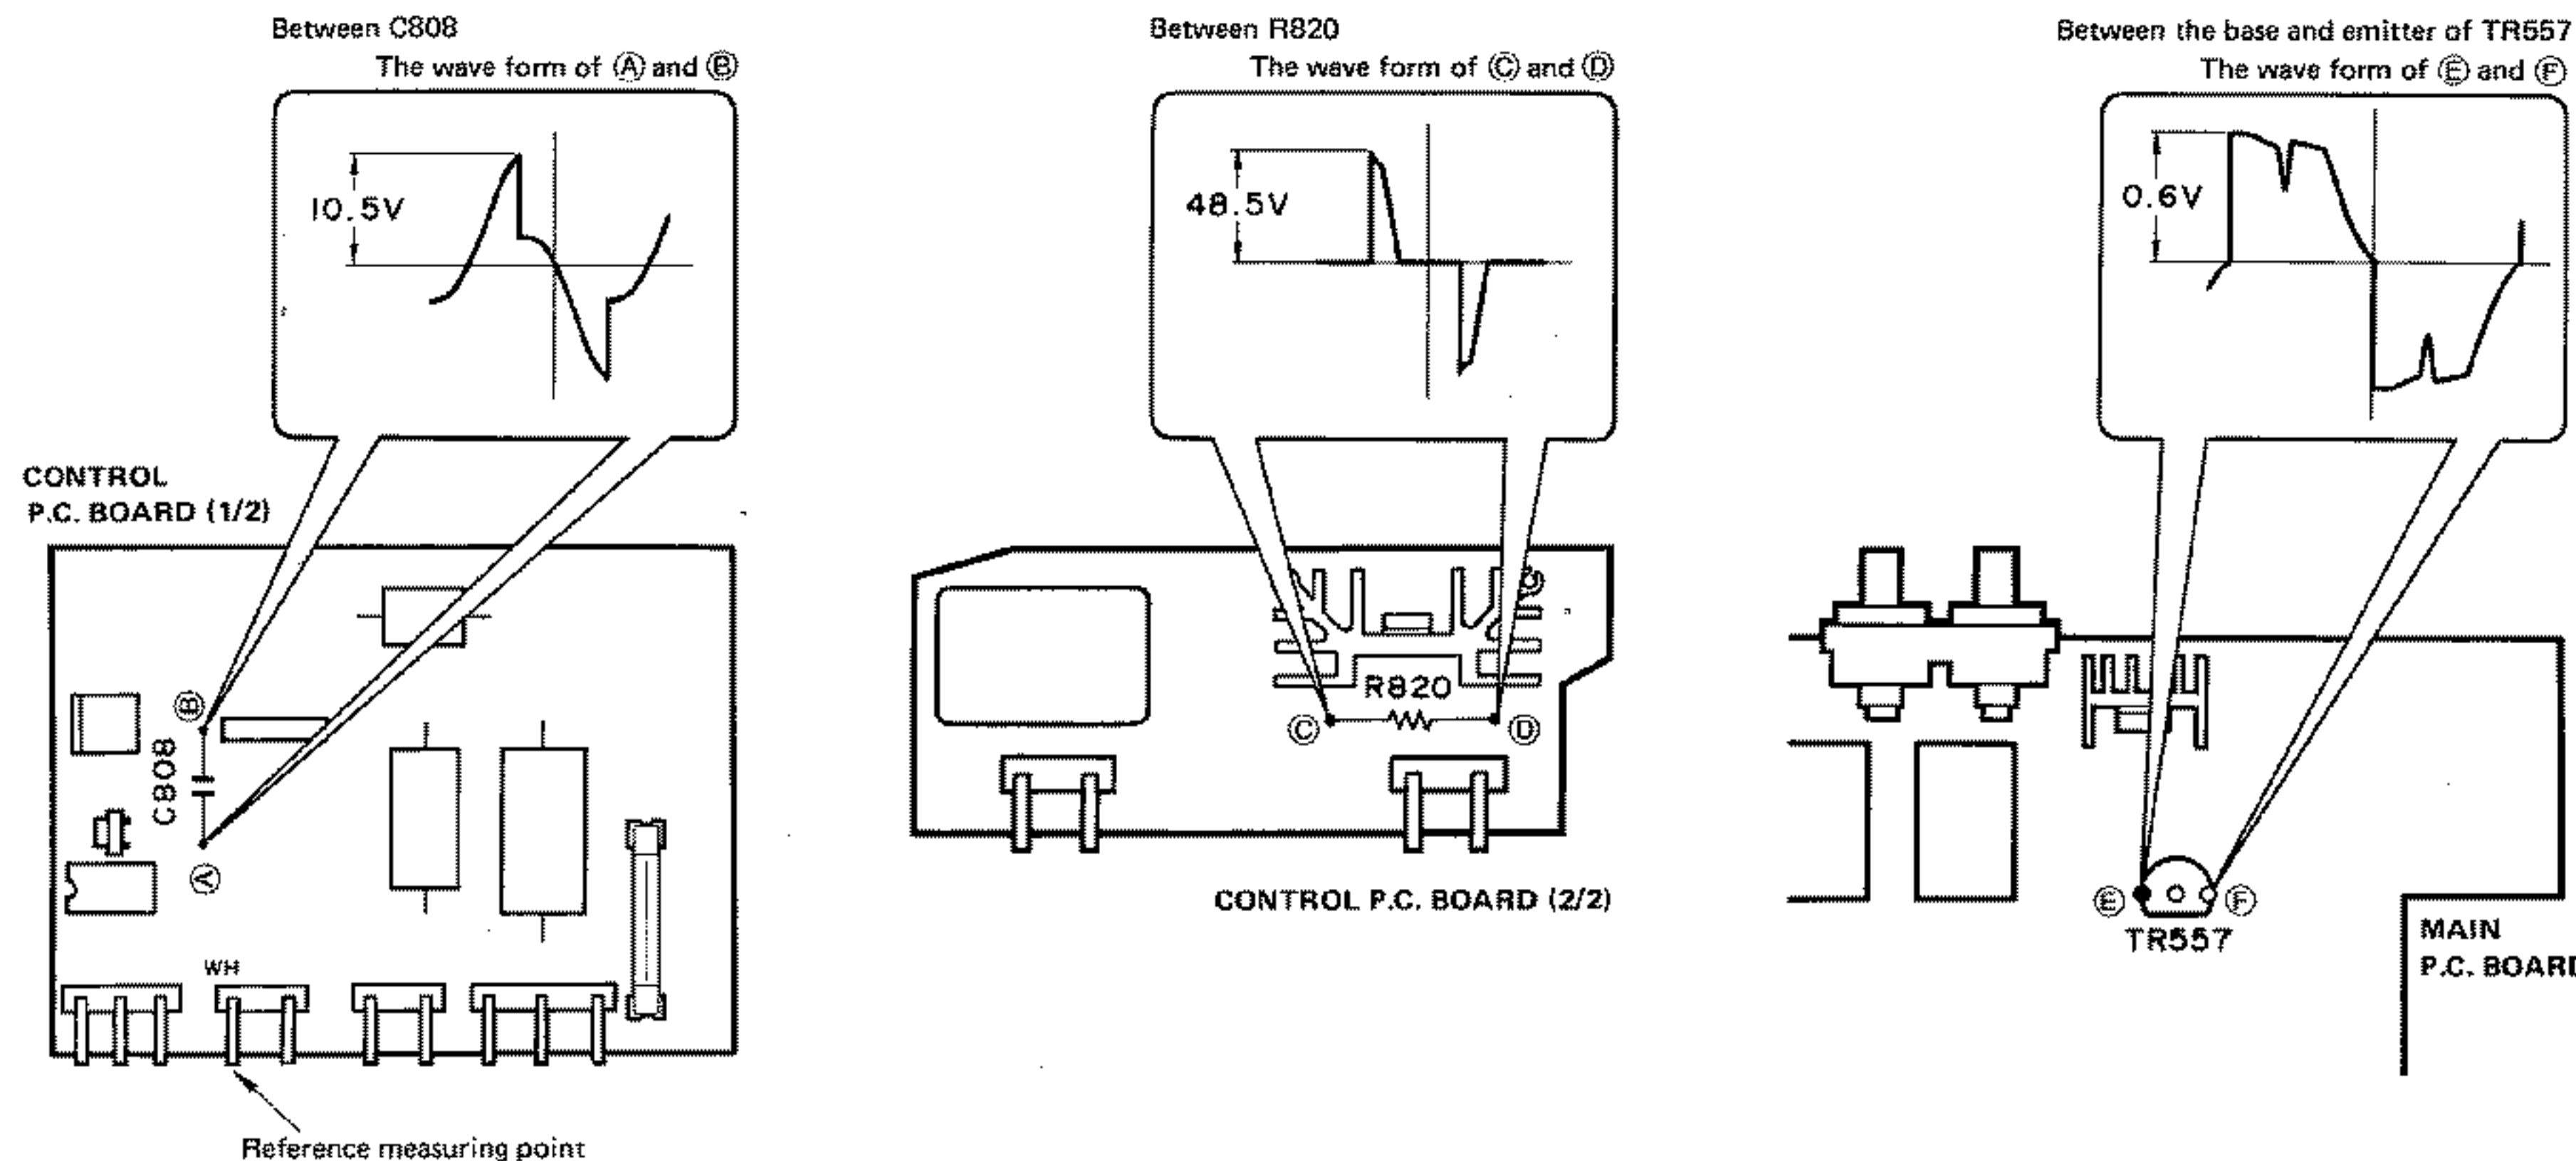 Between C808
The wave form of Ⓐ and Ⓑ
10.5V
CONTROL
P.C. BOARD (1/2)
Ⓑ
C808
Ⓐ
WH
Reference measuring point
Between R820
The wave form of Ⓒ and Ⓓ
48.5V
R820
Ⓒ
Ⓓ
CONTROL P.C. BOARD (2/2)
Between the base and emitter of TR557
The wave form of Ⓔ and Ⓕ
0.6V
Ⓔ
Ⓕ
TR557
MAIN
P.C. BOARD